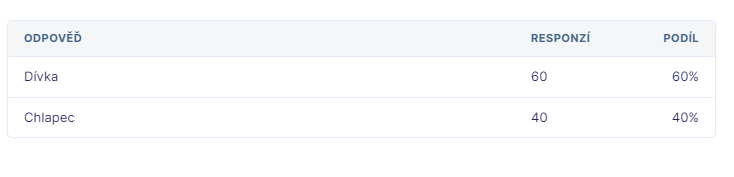 ODPOVĚĎ RESPONZÍ PODÍL
Dívka 60 60%
Chlapec 40 40%